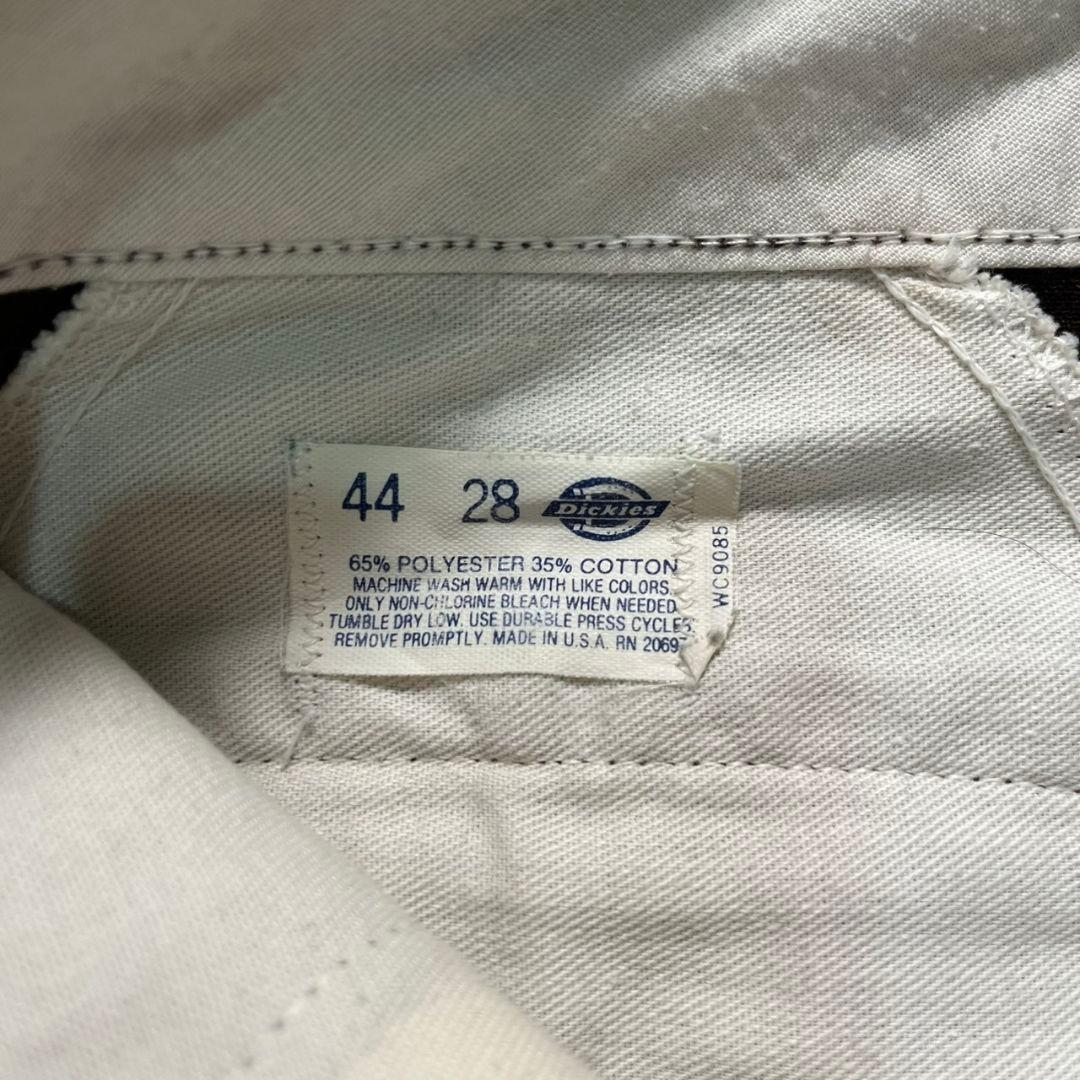 44 28 Dickies
65% POLYESTER 35% COTTON
MACHINE WASH WARM WITH LIKE COLORS.
ONLY NON-CHLORINE BLEACH WHEN NEEDED
TUMBLE DRY LOW. USE DURABLE PRESS CYCLES
REMOVE PROMPTLY. MADE IN U.S.A. RN 20697
WC9085